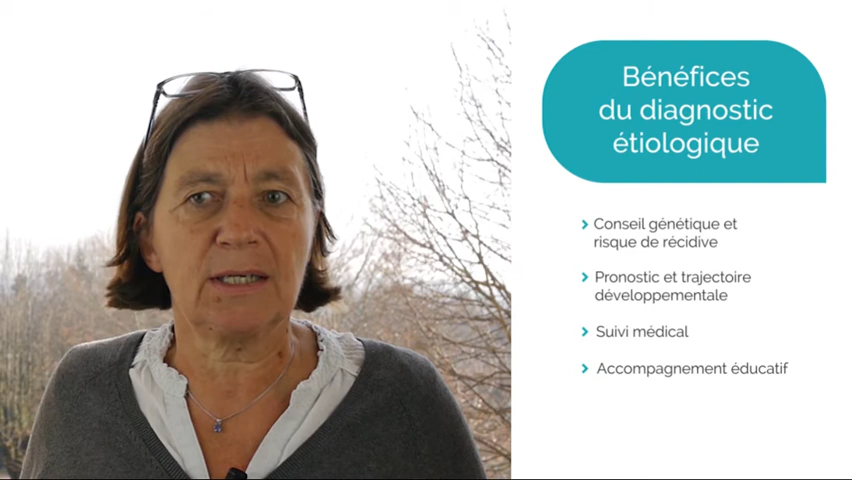 Bénéfices
du diagnostic
étiologique
Conseil génétique et
risque de récidive
Pronostic et trajectoire
développementale
Suivi médical
Accompagnement éducatif